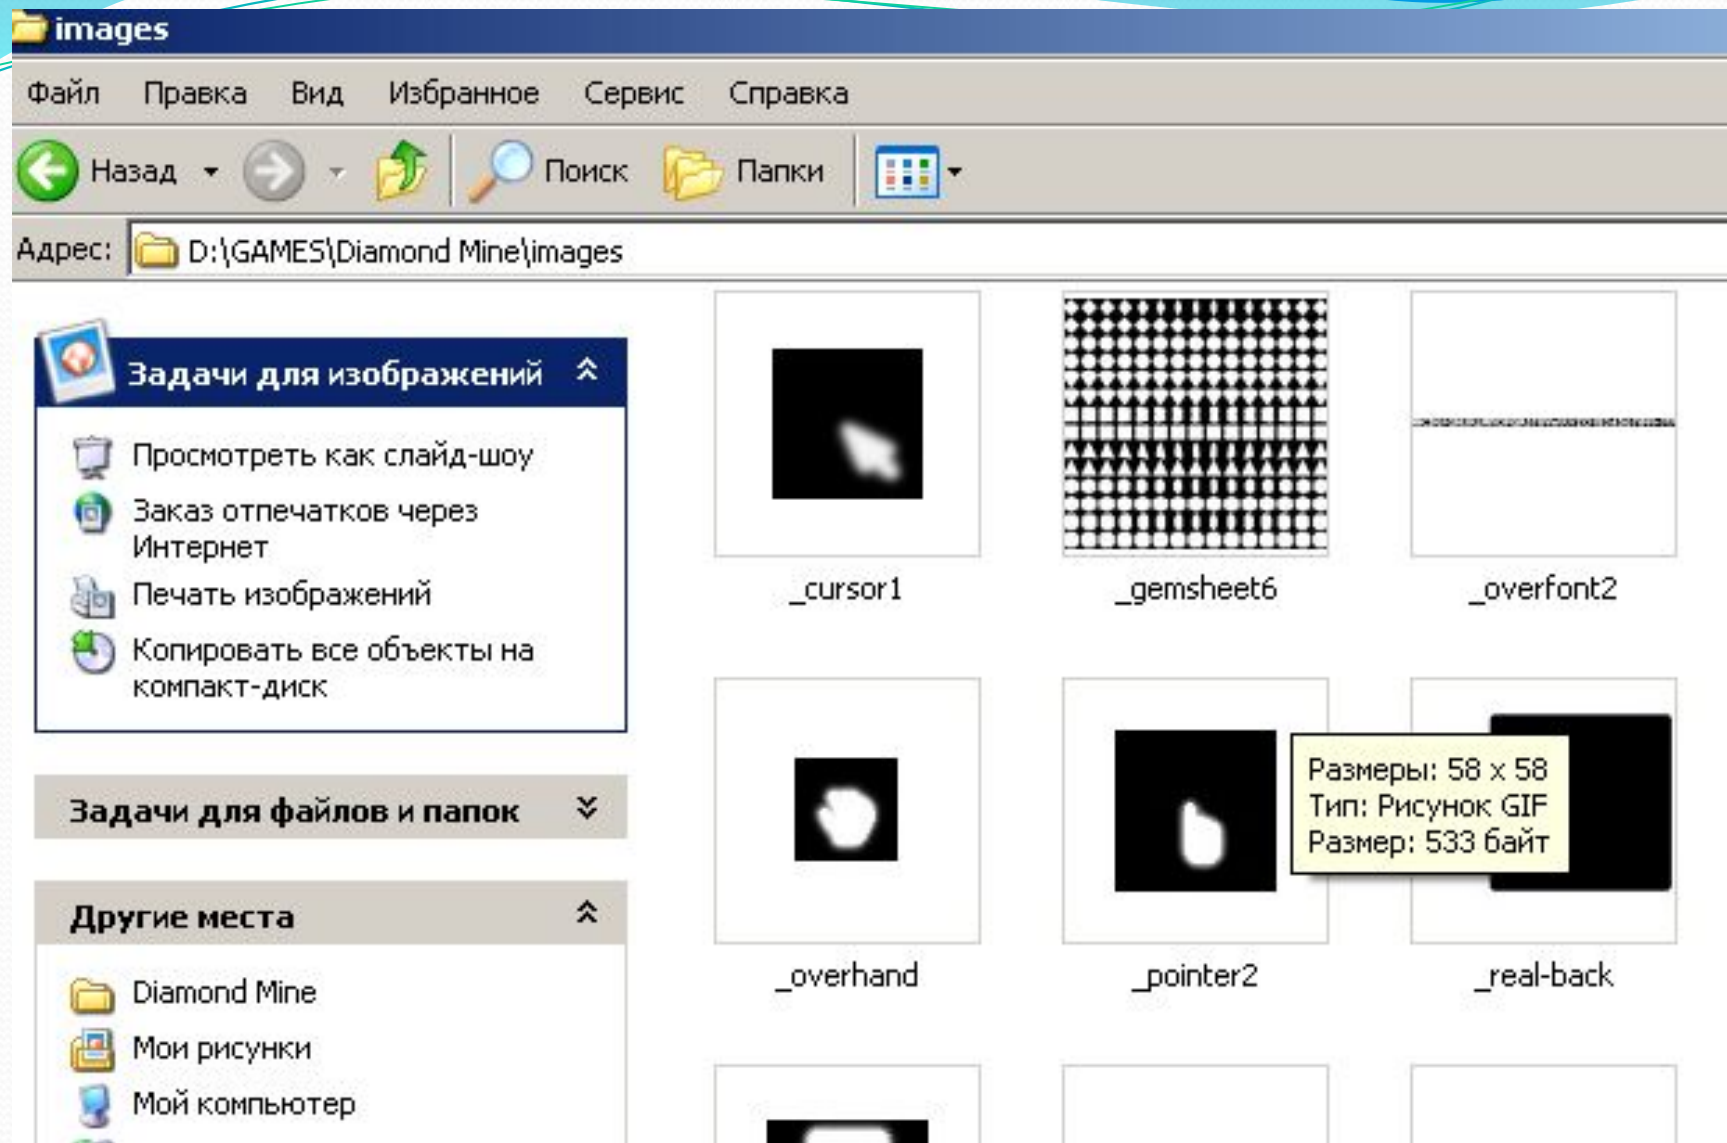 images
Файл Правка Вид Избранное Сервис Справка
Назад Поиск Папки
Адрес: D:\GAMES\Diamond Mine\images
Задачи для изображений
Просмотреть как слайд-шоу
Заказ отпечатков через
Интернет
Печать изображений
Копировать все объекты на
компакт-диск
Задачи для файлов и папок
Другие места
Diamond Mine
Мои рисунки
Мой компьютер
_cursor1 _gemsheet6 _overfont2
Размеры: 58 x 58
Тип: Рисунок GIF
Размер: 533 байт
_overhand _pointer2 _real-back